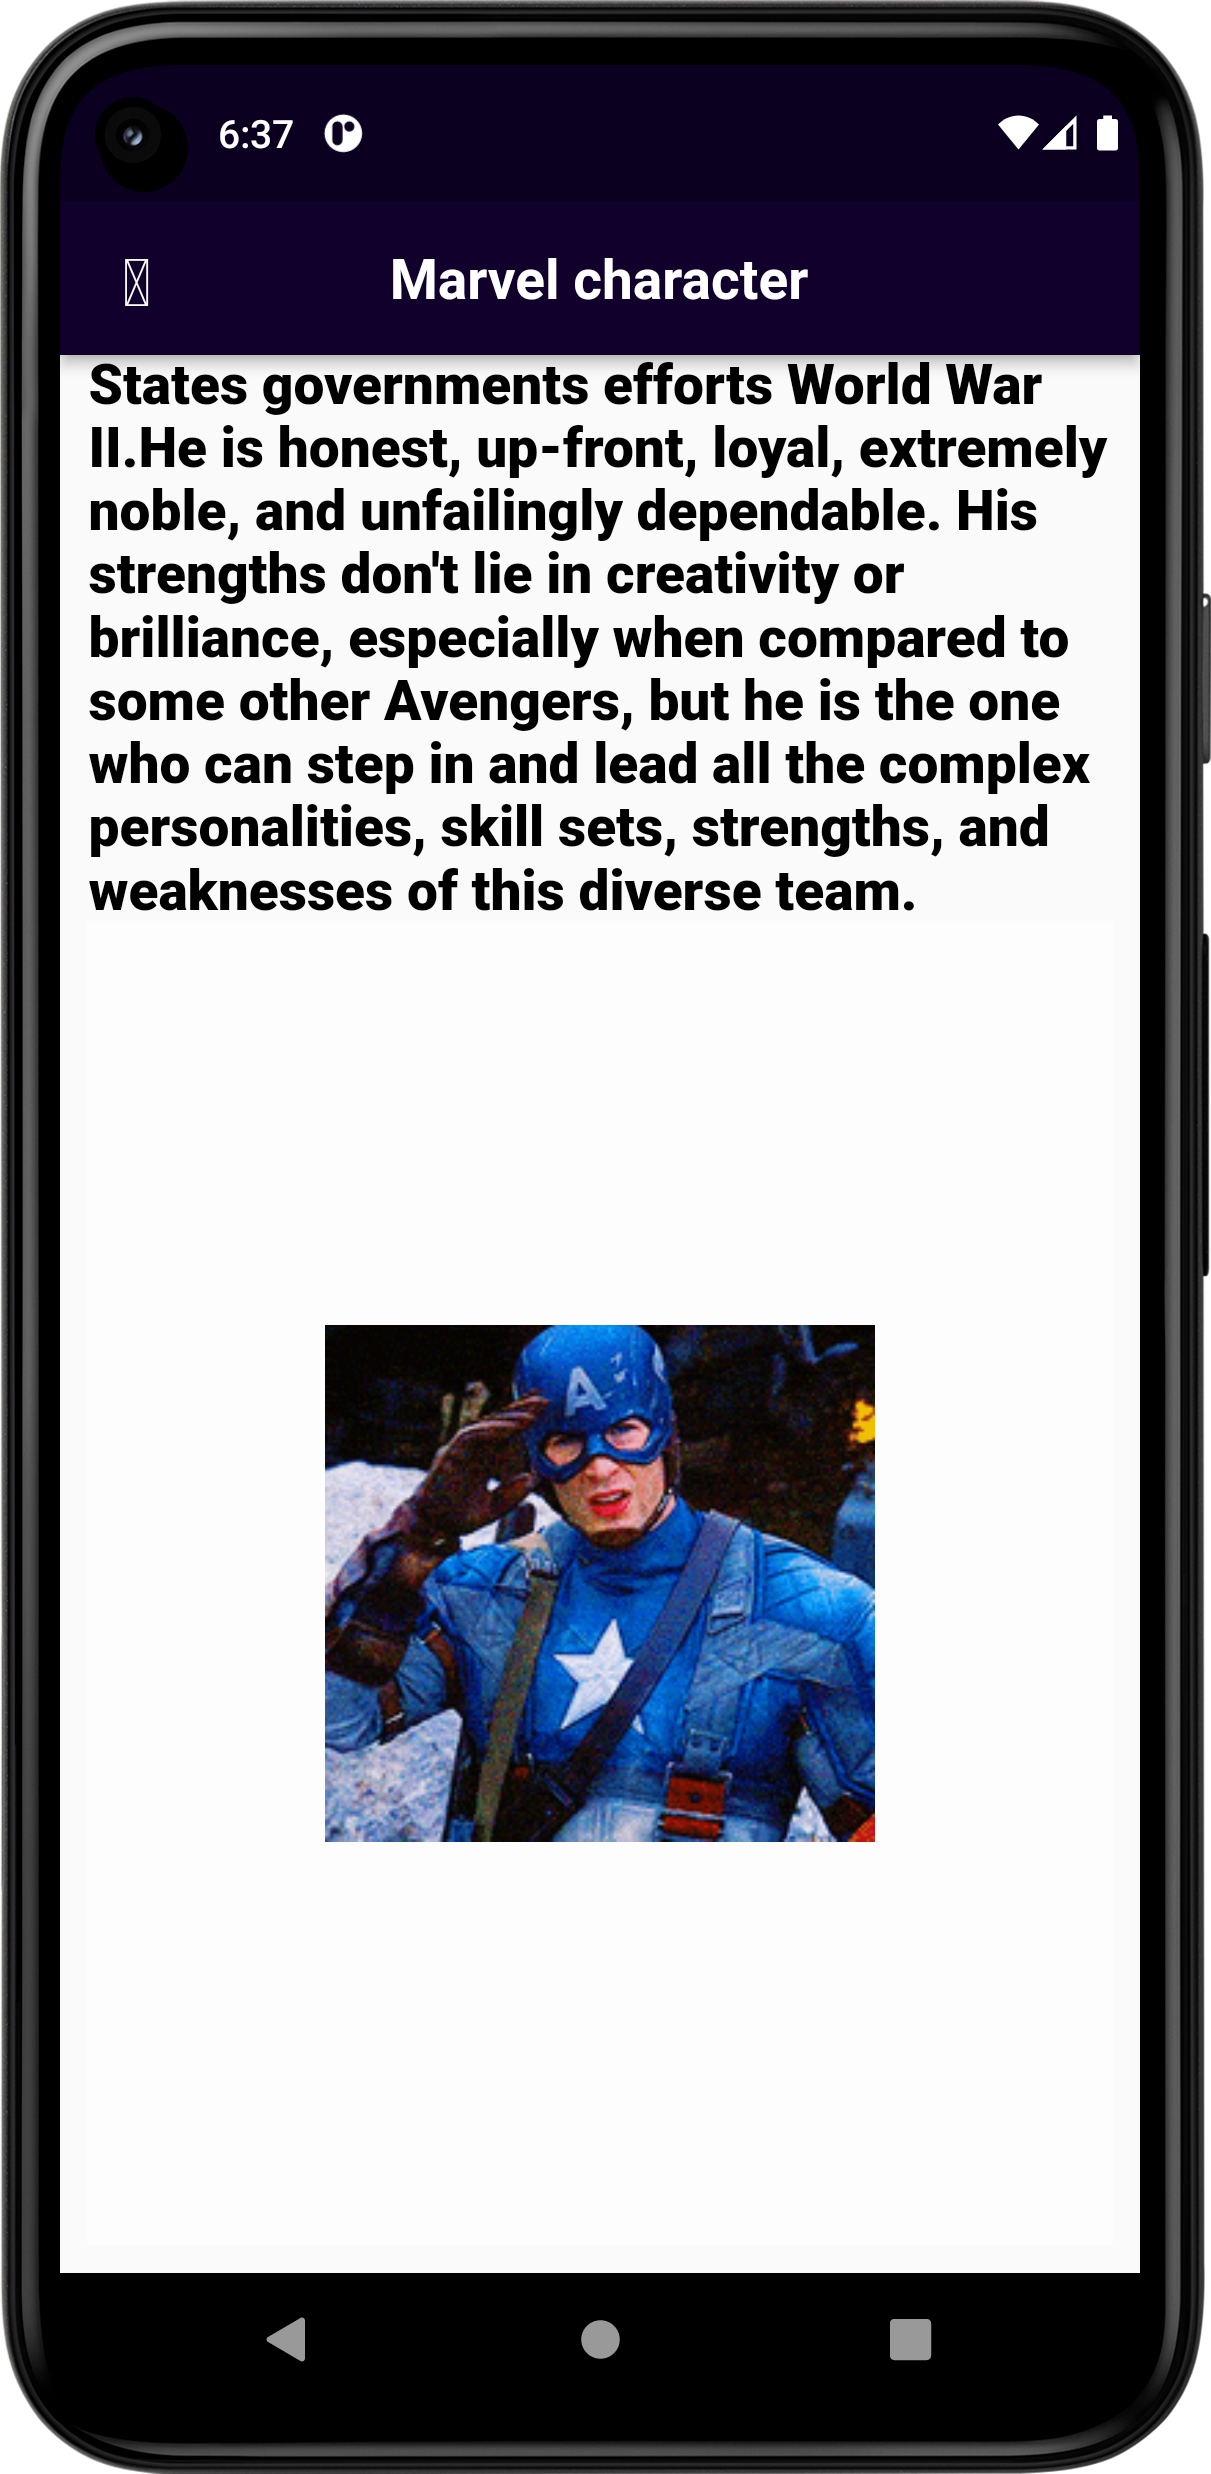 6:37
Marvel character
States governments efforts World War
II.He is honest, up-front, loyal, extremely
noble, and unfailingly dependable. His
strengths don't lie in creativity or
brilliance, especially when compared to
some other Avengers, but he is the one
who can step in and lead all the complex
personalities, skill sets, strengths, and
weaknesses of this diverse team.
A